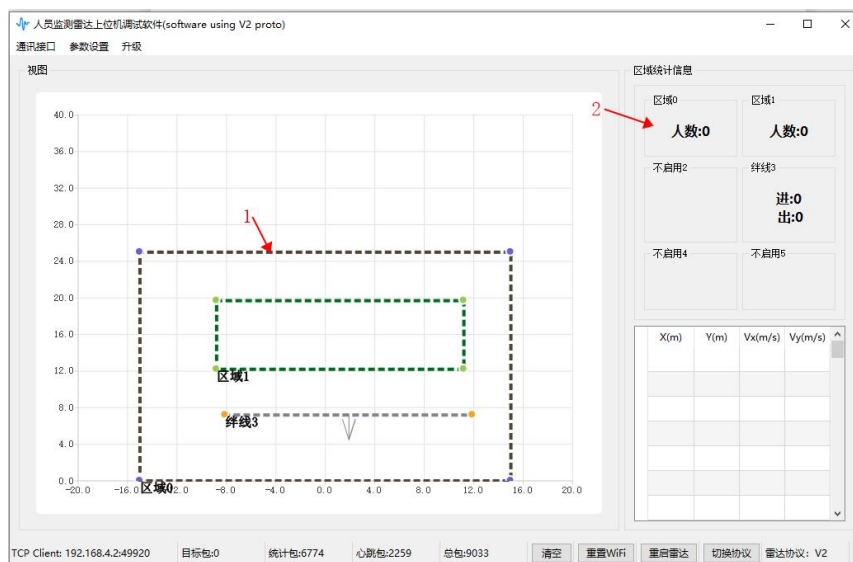 人员监测雷达上位机调试软件(software using V2 proto)
通讯接口 参数设置 升级
视图
区域统计信息
40.0
36.0
32.0
28.0
24.0
20.0
16.0
12.0
8.0
4.0
0.0
1
区域1
绊线3
区域0
-20.0 -16.0 -12.0 -8.0 -4.0 0.0 4.0 8.0 12.0 16.0 20.0
2
区域0 区域1
人数:0 人数:0
不启用2 绊线3
进:0
出:0
不启用4 不启用5
X(m) Y(m) Vx(m/s) Vy(m/s)
TCP Client: 192.168.4.2:49920 目标包:0 统计包:6774 心跳包:2259 总包:9033 清空 重置WiFi 重启雷达 切换协议 雷达协议: V2